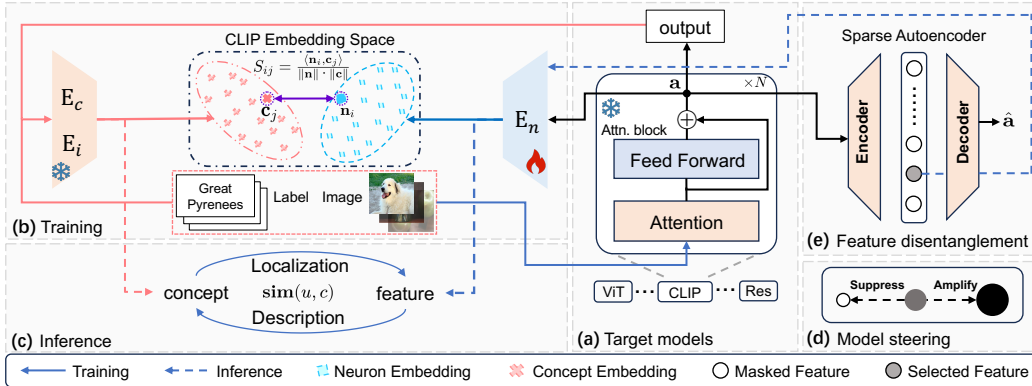 CLIP Embedding Space
S_{ij} = ⟨n_i,c_j⟩ / ‖n‖·‖c‖
c_j
n_i
E_c
E_i
E_n
Great
Pyrenees
Label
Image
(b) Training
Localization
concept
sim(u, c)
feature
Description
(c) Inference
output
a
×N
Attn. block
Feed Forward
Attention
ViT
···
CLIP
···
Res
(a) Target models
Sparse Autoencoder
Encoder
Decoder
â
(e) Feature disentanglement
Suppress
Amplify
(d) Model steering
Training
Inference
Neuron Embedding
Concept Embedding
Masked Feature
Selected Feature